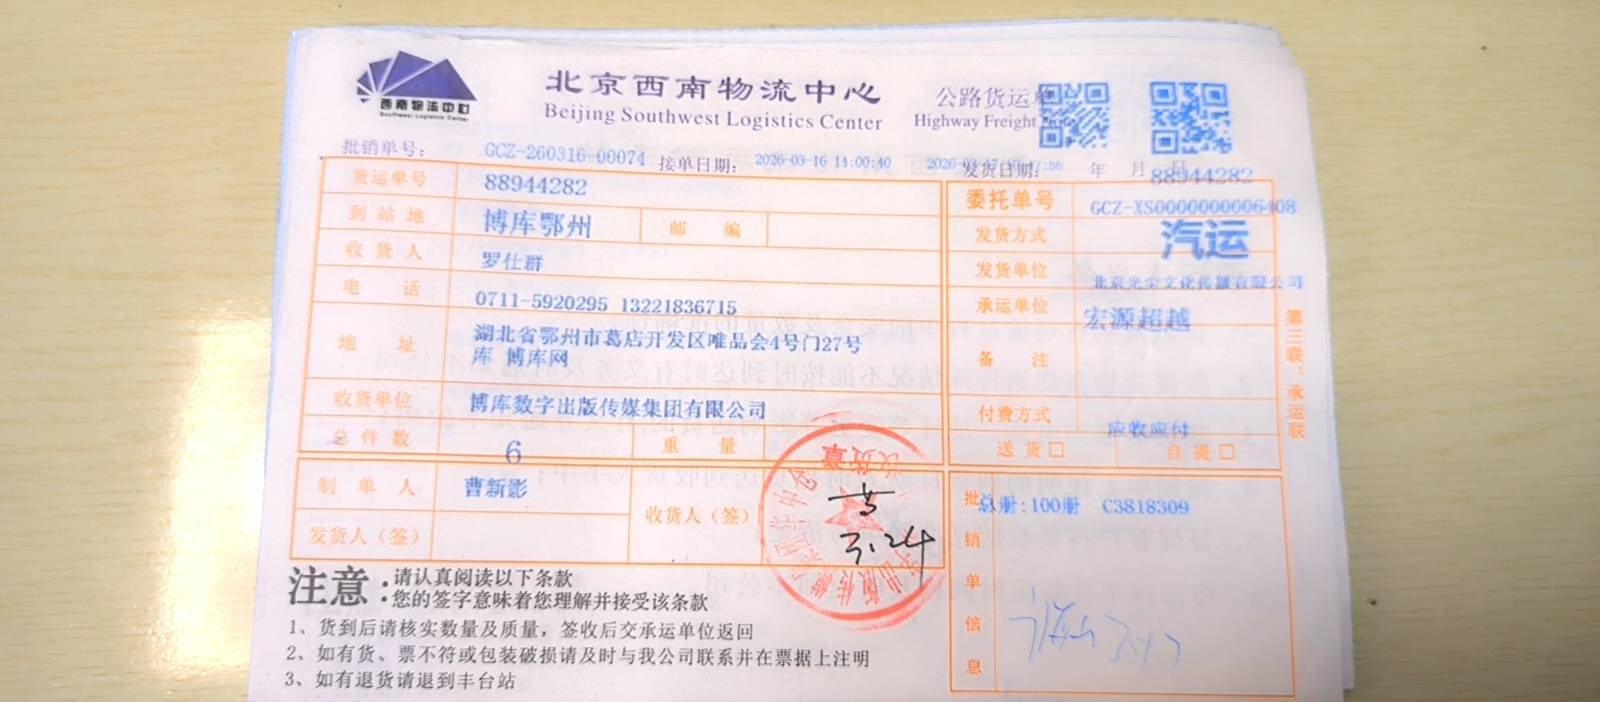 西南物流中心
Southwest Logistics Center
北京西南物流中心
Beijing Southwest Logistics Center
公路货运单
Highway Freight
批销单号： GCZ-260316-00074 接单日期： 2026-03-16 14:00:40 发货日期： 年 月 日
88944282
货运单号 88944282
到站地 博库鄂州 邮编
收货人 罗仕群
电话 0711-5920295 13221836715
地址 湖北省鄂州市葛店开发区唯品会4号门27号
库 博库网
收货单位 博库数字出版传媒集团有限公司
总件数 6 重量
制单人 曹新影
发货人（签） 收货人（签）
收货章
3.24
委托单号 GCZ-XS0000000006408
发货方式 汽运
发货单位 北京光尘文化传播有限公司
承运单位 宏源超越
备注
付费方式 应收应付
送货□ 自提□
批销单信息
总册:100册 C3818309
第三联：承运联
注意：请认真阅读以下条款
您的签字意味着您理解并接受该条款
1、货到后请核实数量及质量，签收后交承运单位返回
2、如有货、票不符或包装破损请及时与我公司联系并在票据上注明
3、如有退货请退到丰台站